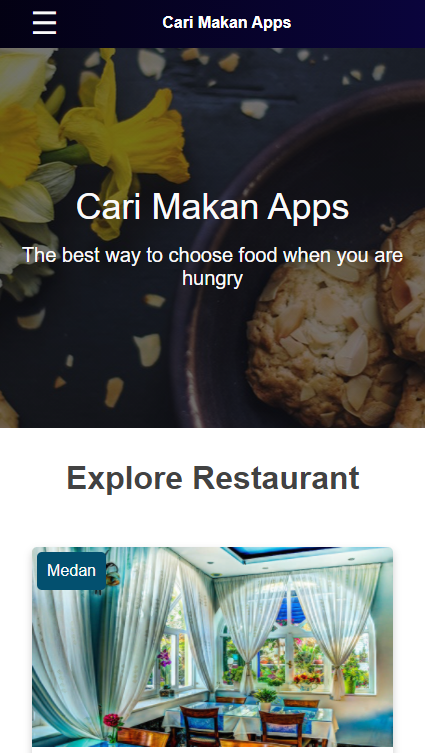 Cari Makan Apps
Cari Makan Apps
The best way to choose food when you are
hungry
Explore Restaurant
Medan